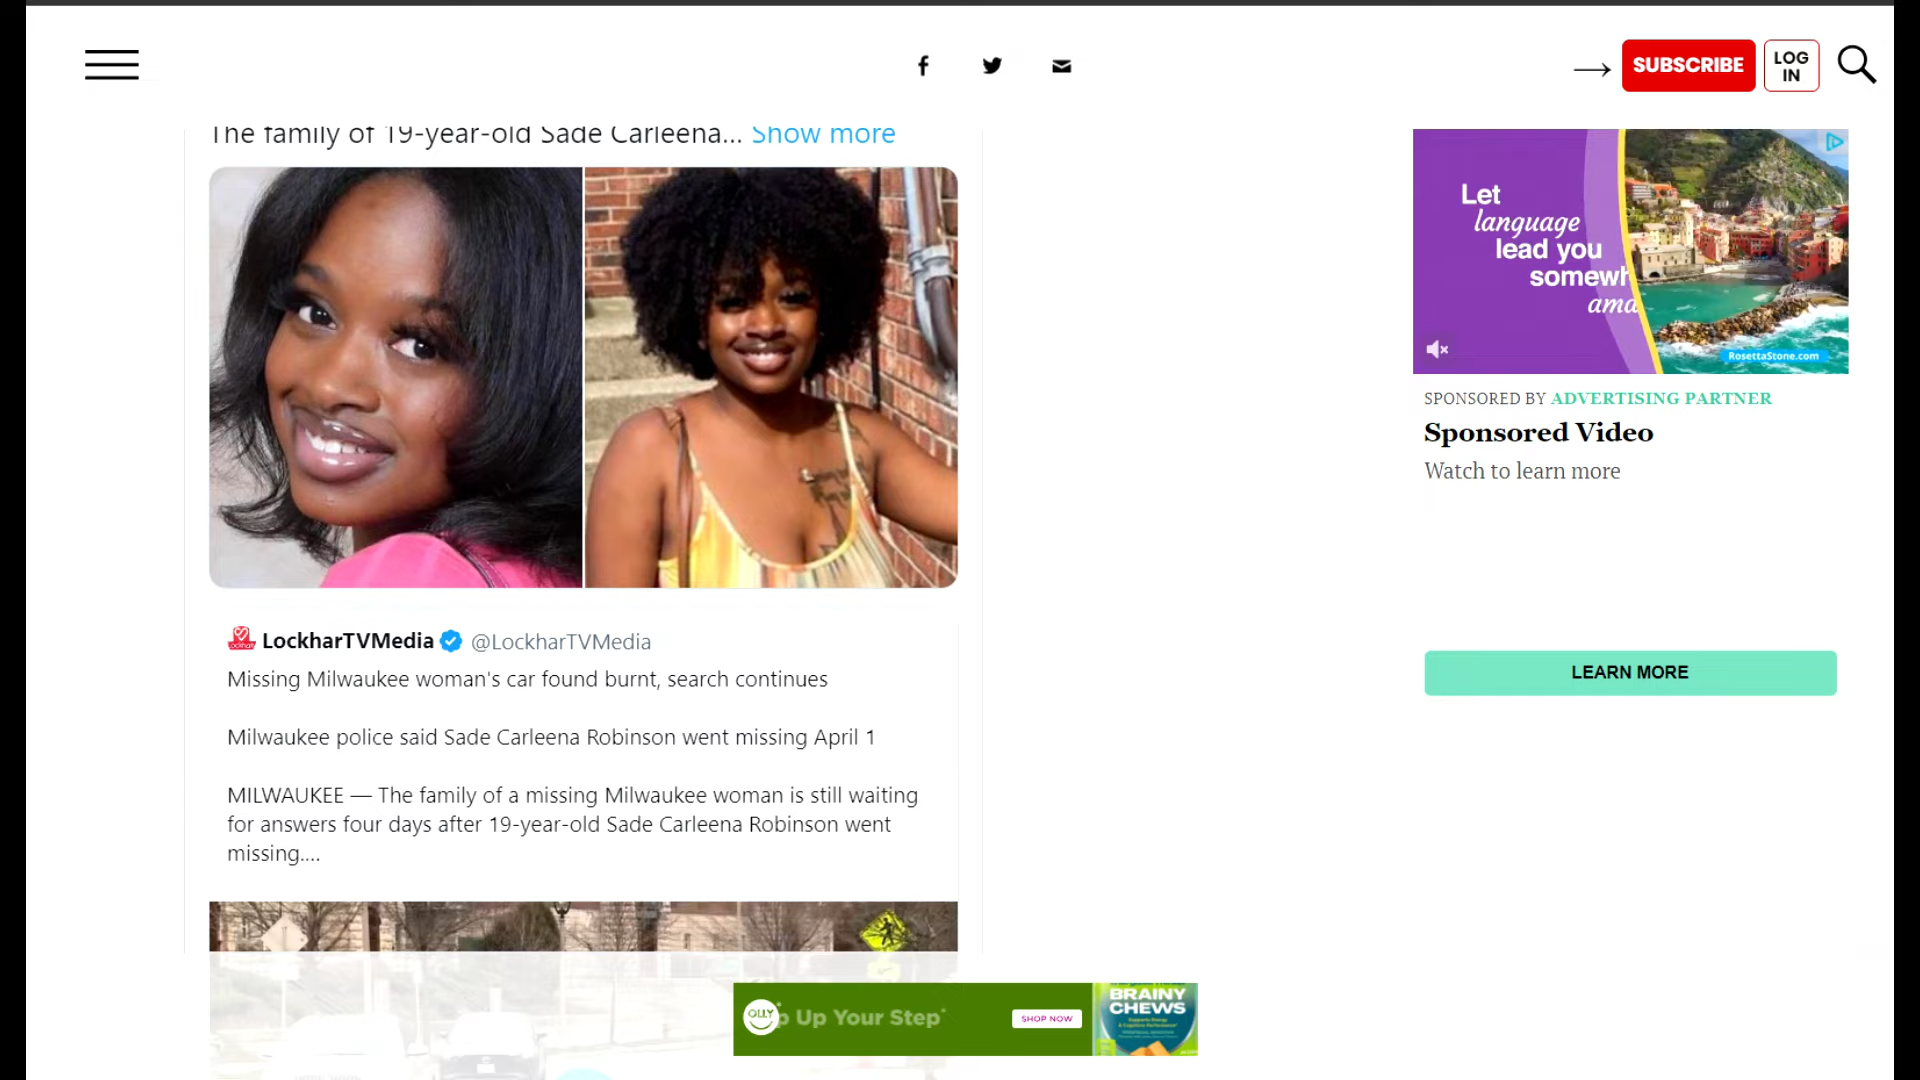 SUBSCRIBE
LOG
IN
The family of 19-year-old Sade Carleena... Show more
Let
language
lead you
somewh
ama
RosettaStone.com
SPONSORED BY ADVERTISING PARTNER
Sponsored Video
Watch to learn more
LEARN MORE
LockharTVMedia @LockharTVMedia
Missing Milwaukee woman's car found burnt, search continues
Milwaukee police said Sade Carleena Robinson went missing April 1
MILWAUKEE — The family of a missing Milwaukee woman is still waiting
for answers four days after 19-year-old Sade Carleena Robinson went
missing....
OLLY
p Up Your Step
SHOP NOW
BRAINY
CHEWS